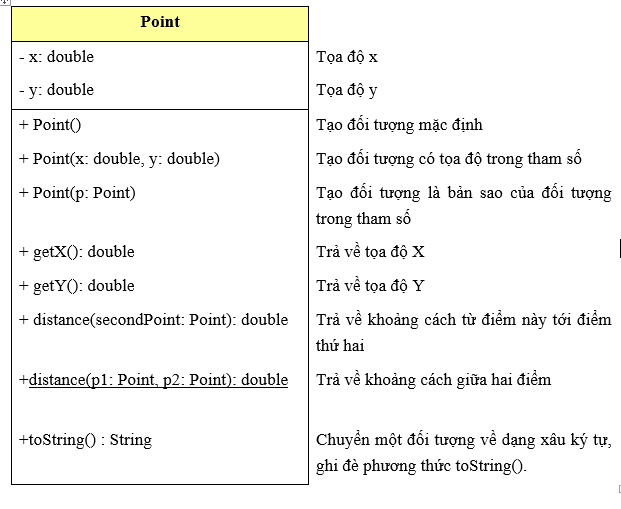 Point
- x: double Tọa độ x
- y: double Tọa độ y
+ Point() Tạo đối tượng mặc định
+ Point(x: double, y: double) Tạo đối tượng có tọa độ trong tham số
+ Point(p: Point) Tạo đối tượng là bản sao của đối tượng
trong tham số
+ getX(): double Trả về tọa độ X
+ getY(): double Trả về tọa độ Y
+ distance(secondPoint: Point): double Trả về khoảng cách từ điểm này tới điểm
thứ hai
+distance(p1: Point, p2: Point): double Trả về khoảng cách giữa hai điểm
+toString() : String Chuyển một đối tượng về dạng xâu ký tự,
ghi đè phương thức toString().